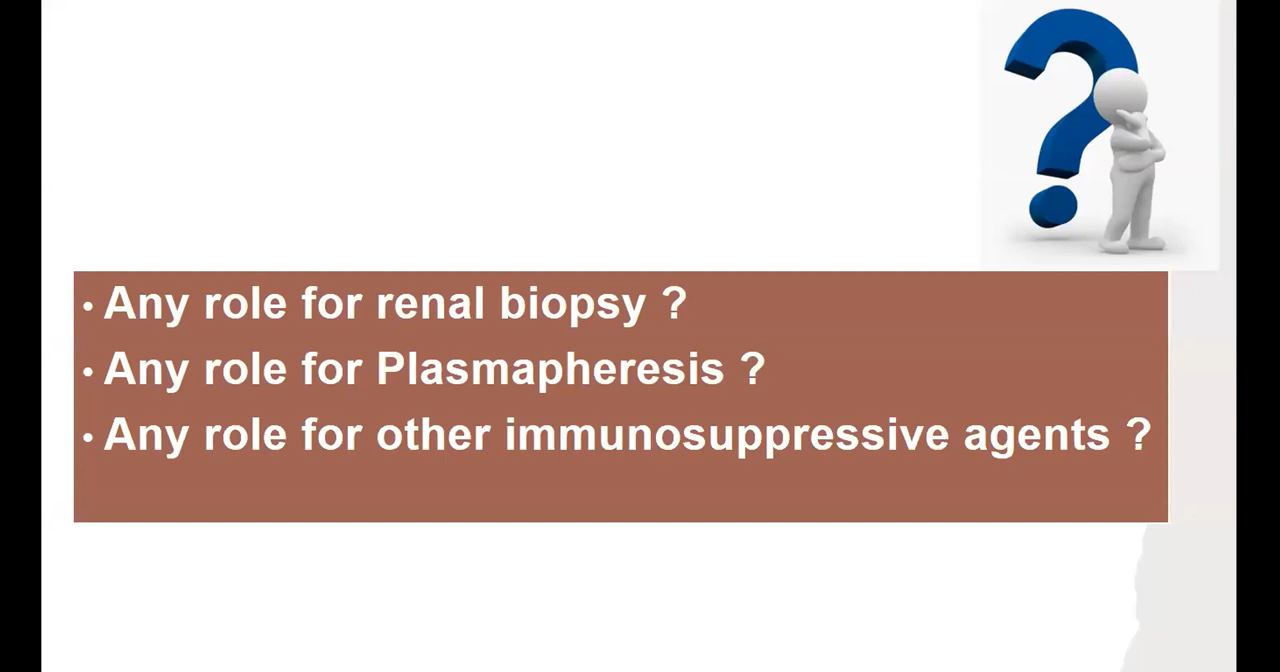 • Any role for renal biopsy ?
• Any role for Plasmapheresis ?
• Any role for other immunosuppressive agents ?